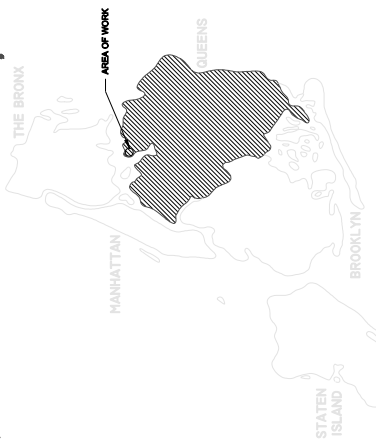 THE BRONX
AREA OF WORK
QUEENS
MANHATTAN
BROOKLYN
STATEN
ISLAND